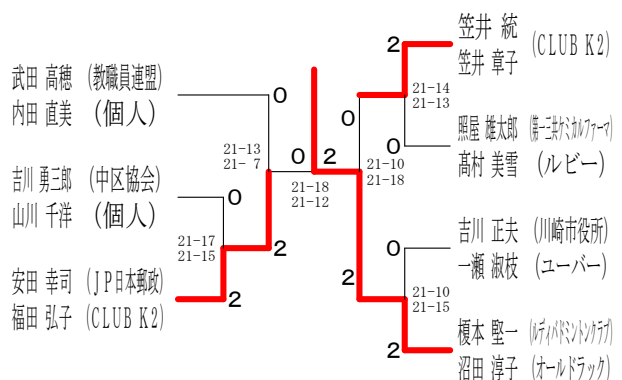 武田 高穂 (教職員連盟)
内田 直美 (個人)
吉川 勇三郎 (中区協会)
山川 千洋 (個人)
安田 幸司 (JP日本郵政)
福田 弘子 (CLUB K2)
0
21-13
21- 7
0
21-17
21-15
2
2
0
2
21-18
21-12
笠井 統 (CLUB K2)
笠井 章子
2
21-14
21-13
0
0
照屋 雄太郎 (第一三共ケミカルファーマ)
髙村 美雪 (ルビー)
21-10
21-18
吉川 正夫 (川崎市役所)
一瀬 淑枝 (ユーバー)
0
2
21-10
21-15
2
榎本 堅一 (ルディバドミントンクラブ)
沼田 淳子 (オールドラック)